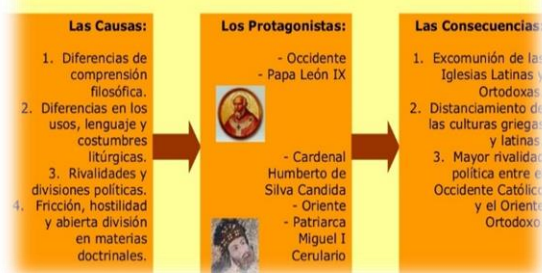 Las Causas:
1. Diferencias de
comprensión
filosófica.
2. Diferencias en los
usos, lenguaje y
costumbres
litúrgicas.
3. Rivalidades y
divisiones políticas.
4. Fricción, hostilidad
y abierta división
en materias
doctrinales.
Los Protagonistas:
- Occidente
- Papa León IX
- Cardenal
Humberto de
Silva Candida
- Oriente
- Patriarca
Miguel I
Cerulario
Las Consecuencias:
1. Excomunión de las
Iglesias Latinas y
Ortodoxas.
2. Distanciamiento de
las culturas griegas
y latinas.
3. Mayor rivalidad
política entre el
Occidente Católico
y el Oriente
Ortodoxo.